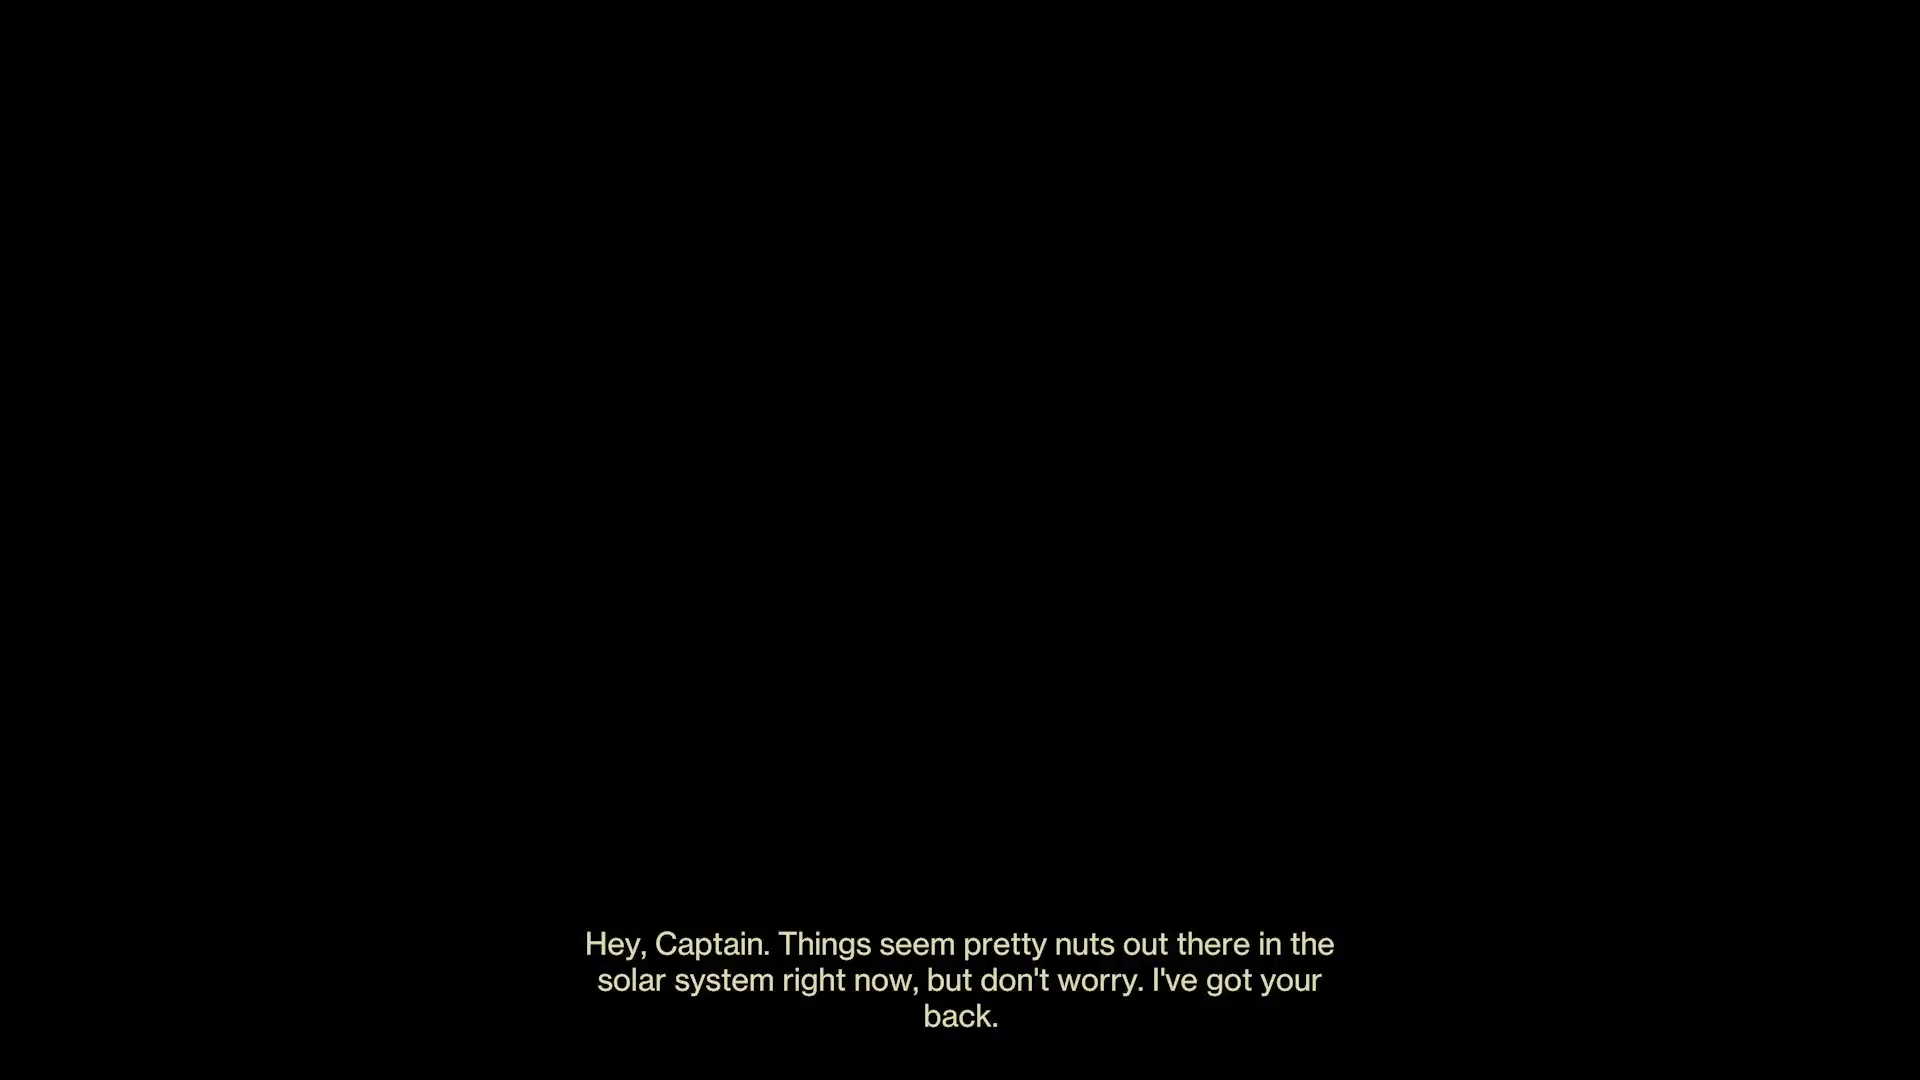 Hey, Captain. Things seem pretty nuts out there in the
solar system right now, but don't worry. I've got your
back.